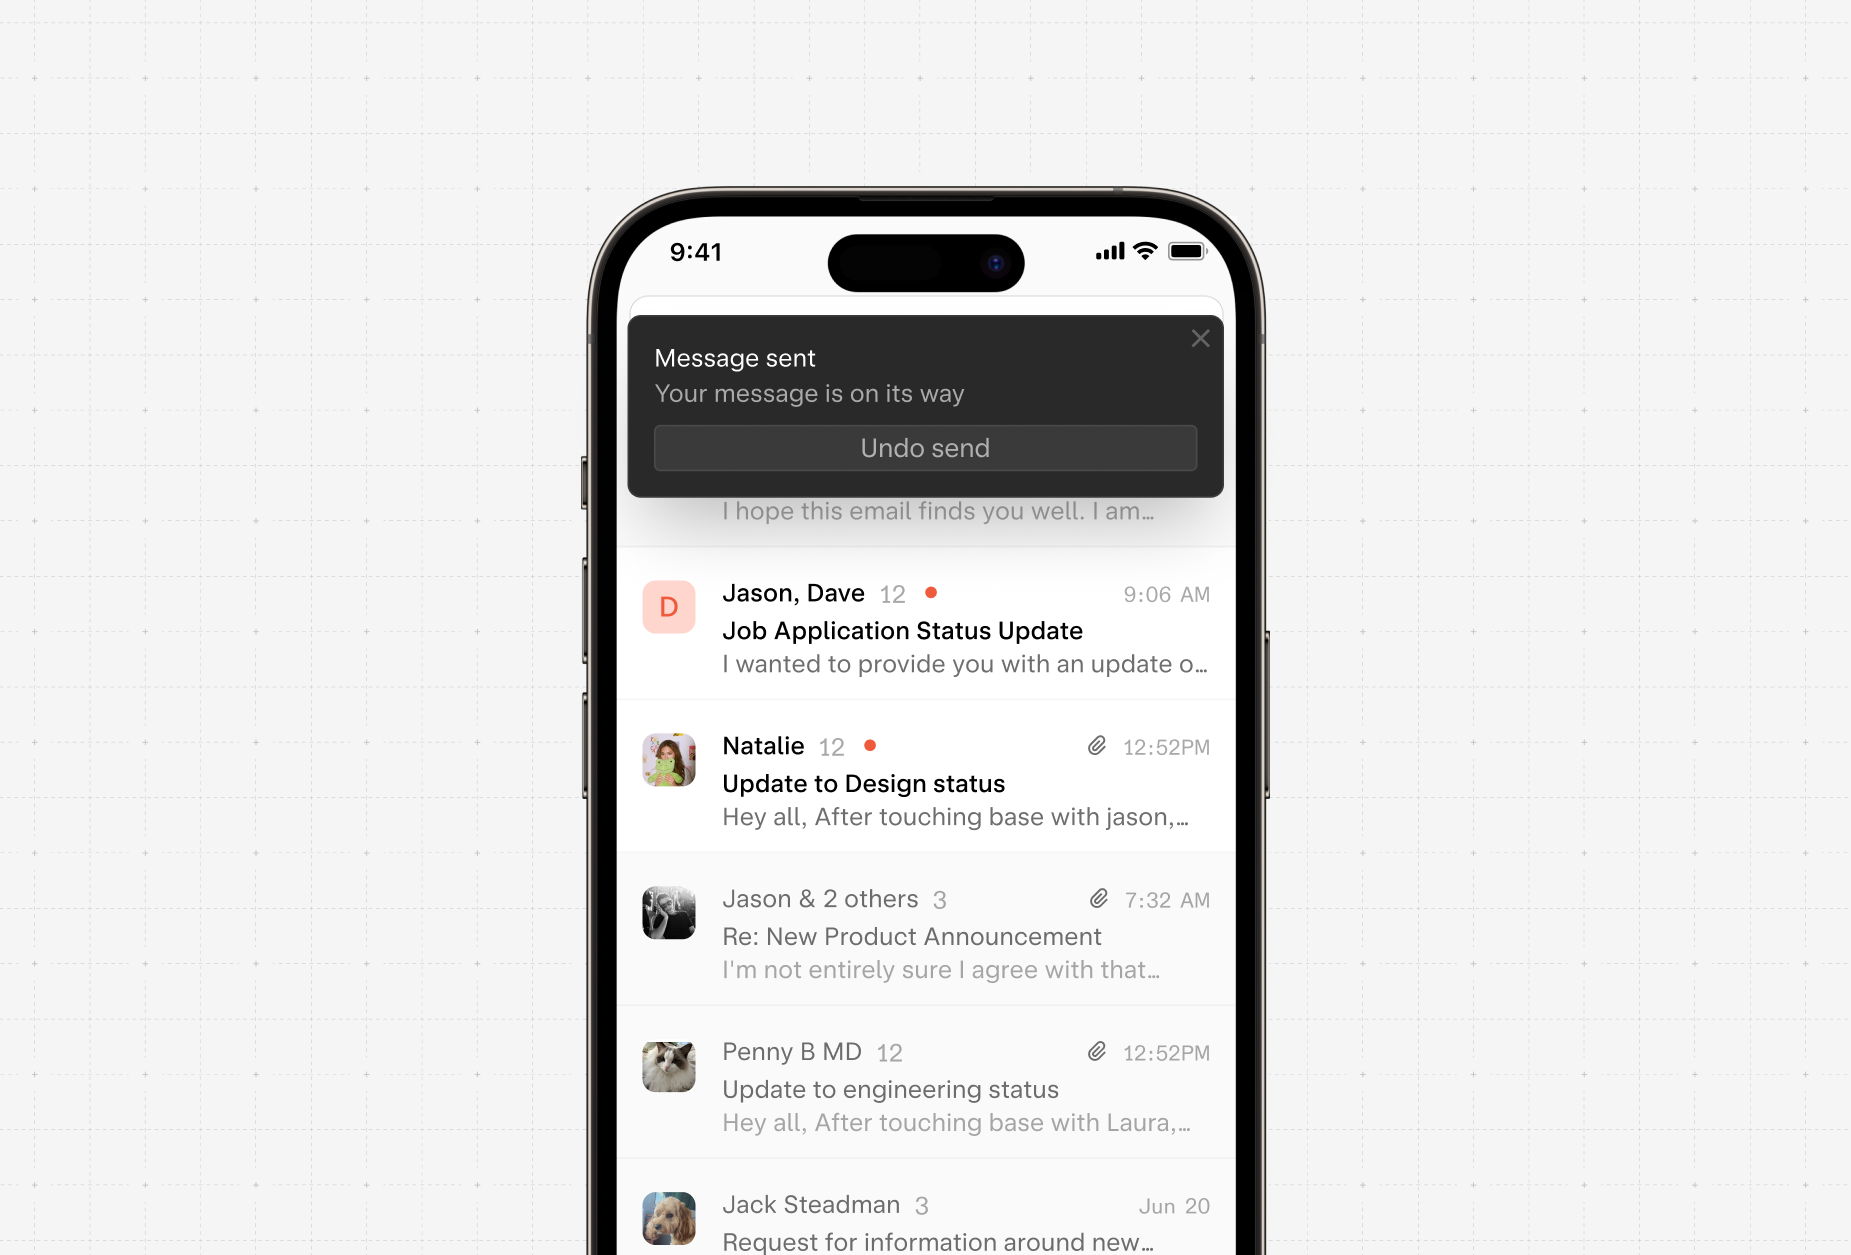 9:41
Message sent
Your message is on its way
Undo send
I hope this email finds you well. I am…
D
Jason, Dave 12 9:06 AM
Job Application Status Update
I wanted to provide you with an update o…
Natalie 12 12:52PM
Update to Design status
Hey all, After touching base with jason,…
Jason & 2 others 3 7:32 AM
Re: New Product Announcement
I'm not entirely sure I agree with that…
Penny B MD 12 12:52PM
Update to engineering status
Hey all, After touching base with Laura,…
Jack Steadman 3 Jun 20
Request for information around new…